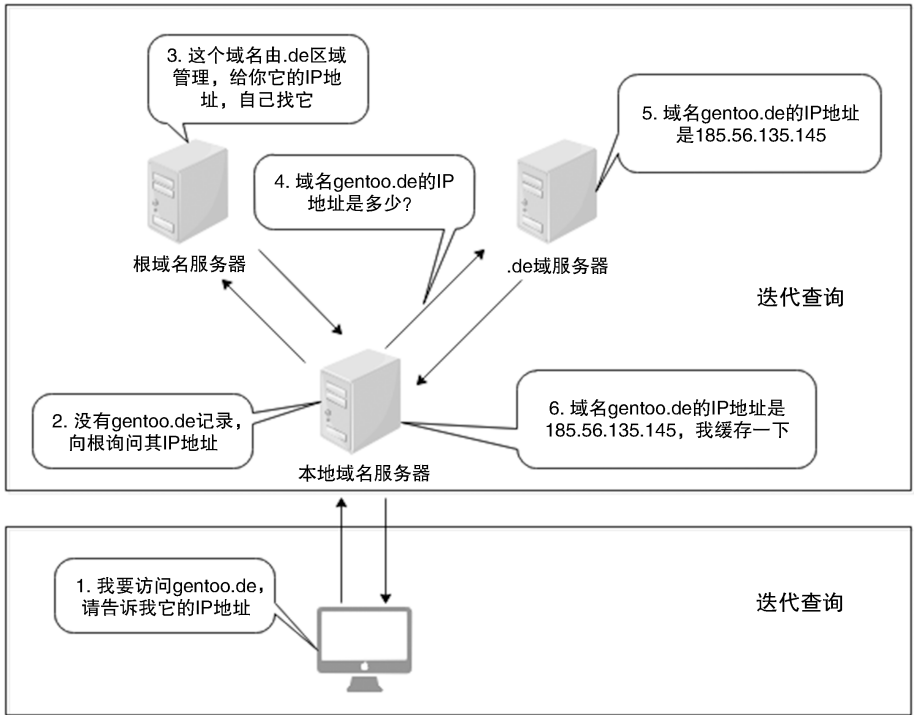 3. 这个域名由.de区域
管理，给你它的IP地
址，自己找它
5. 域名gentoo.de的IP地址
是185.56.135.145
4. 域名gentoo.de的IP
地址是多少？
根域名服务器
.de域服务器
迭代查询
2. 没有gentoo.de记录，
向根询问其IP地址
6. 域名gentoo.de的IP地址是
185.56.135.145，我缓存一下
本地域名服务器
1. 我要访问gentoo.de，
请告诉我它的IP地址
迭代查询